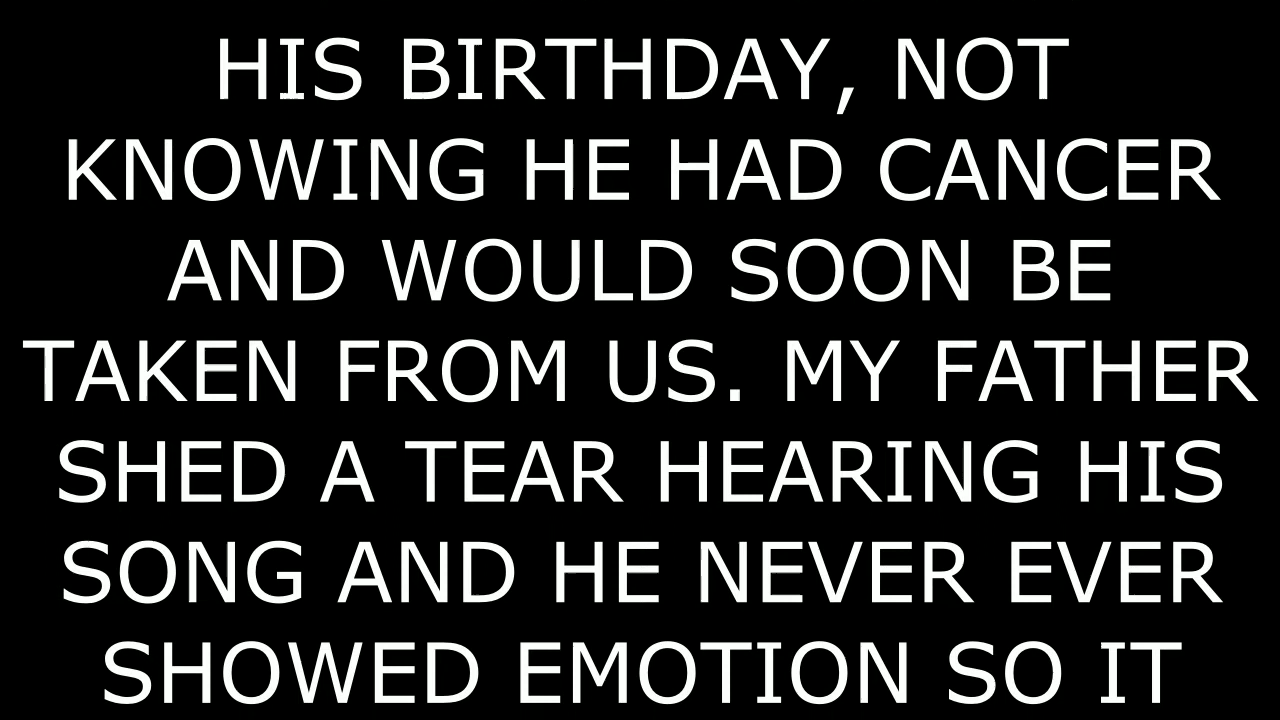 HIS BIRTHDAY, NOT
KNOWING HE HAD CANCER
AND WOULD SOON BE
TAKEN FROM US. MY FATHER
SHED A TEAR HEARING HIS
SONG AND HE NEVER EVER
SHOWED EMOTION SO IT